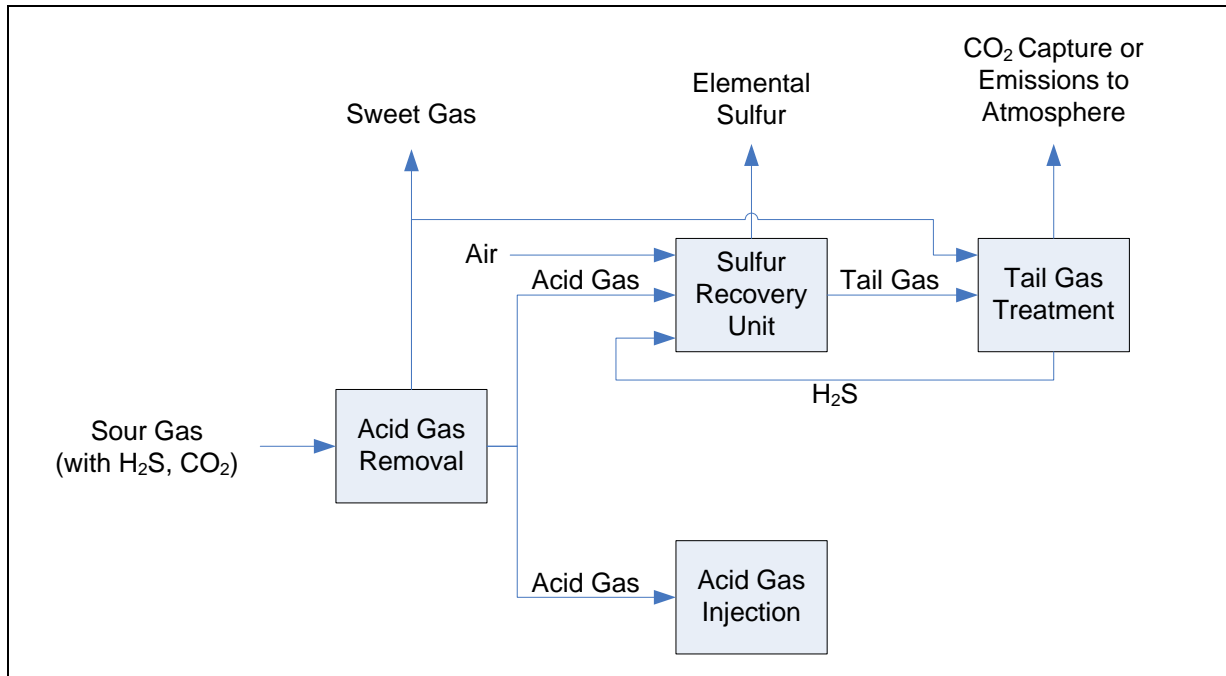 CO₂ Capture or
Emissions to
Atmosphere
Elemental
Sulfur
Sweet Gas
Air
Acid Gas
Sulfur
Recovery
Unit
Tail Gas
Tail Gas
Treatment
H₂S
Sour Gas
(with H₂S, CO₂)
Acid Gas
Removal
Acid Gas
Acid Gas
Injection